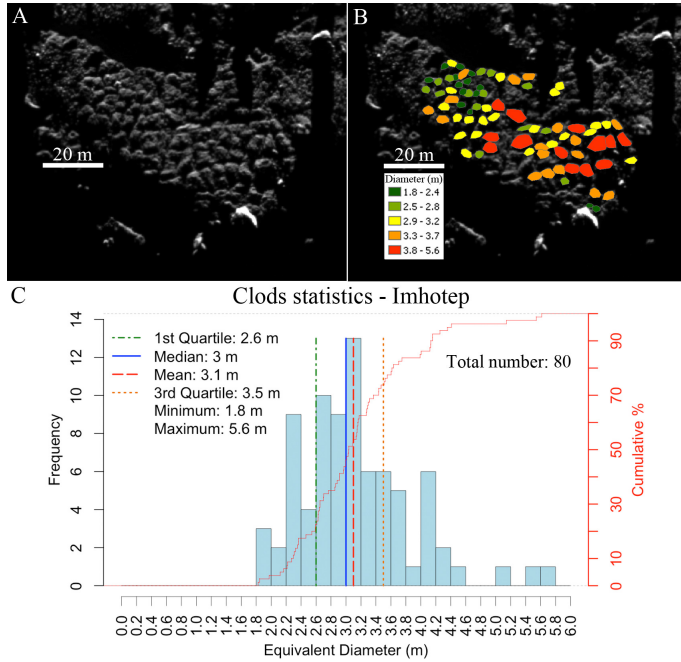 A
B
20 m
20 m
Diameter (m)
1.8 - 2.4
2.5 - 2.8
2.9 - 3.2
3.3 - 3.7
3.8 - 5.6
C
Clods statistics - Imhotep
1st Quartile: 2.6 m
Median: 3 m
Mean: 3.1 m
3rd Quartile: 3.5 m
Minimum: 1.8 m
Maximum: 5.6 m
Total number: 80
Frequency
14
12
10
8
6
4
2
0
Cumulative %
90
70
50
30
10
0
0.0 0.2 0.4 0.6 0.8 1.0 1.2 1.4 1.6 1.8 2.0 2.2 2.4 2.6 2.8 3.0 3.2 3.4 3.6 3.8 4.0 4.2 4.4 4.6 4.8 5.0 5.2 5.4 5.6 5.8 6.0
Equivalent Diameter (m)